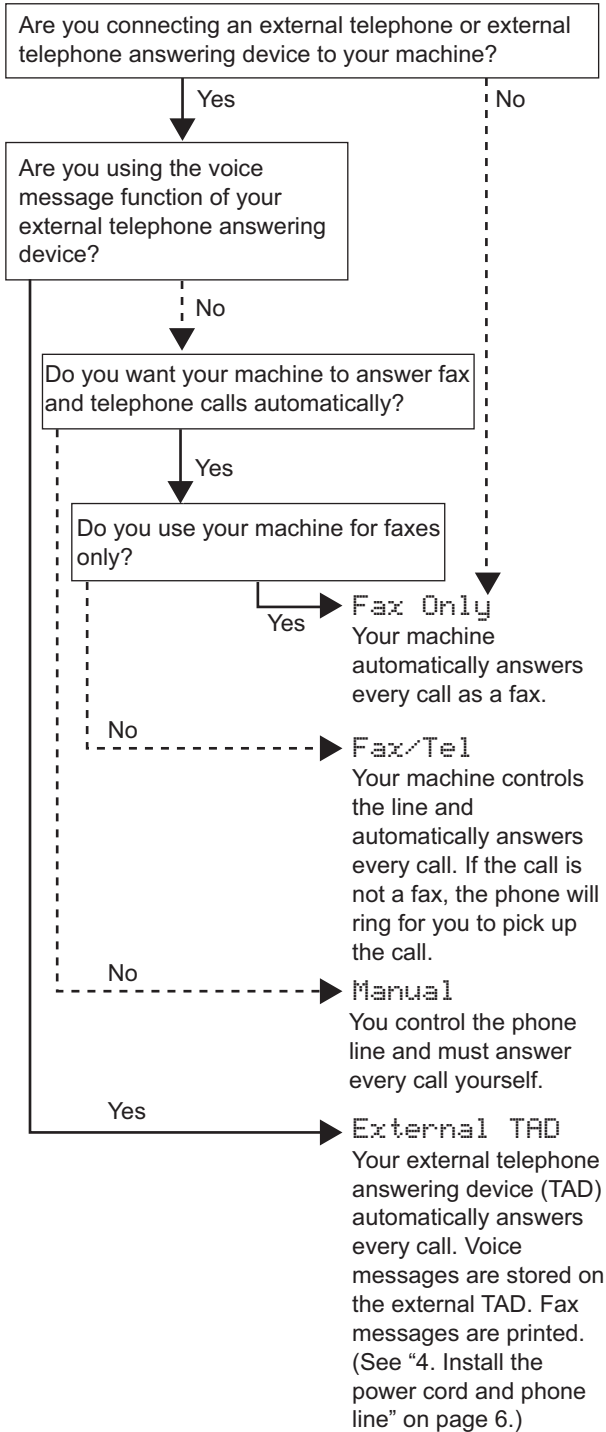 Are you connecting an external telephone or external
telephone answering device to your machine?
Yes
No
Are you using the voice
message function of your
external telephone answering
device?
No
Do you want your machine to answer fax
and telephone calls automatically?
Yes
Do you use your machine for faxes
only?
Yes
Fax Only
Your machine
automatically answers
every call as a fax.
No
Fax/Tel
Your machine controls
the line and
automatically answers
every call. If the call is
not a fax, the phone will
ring for you to pick up
the call.
No
Manual
You control the phone
line and must answer
every call yourself.
Yes
External TAD
Your external telephone
answering device (TAD)
automatically answers
every call. Voice
messages are stored on
the external TAD. Fax
messages are printed.
(See “4. Install the
power cord and phone
line” on page 6.)